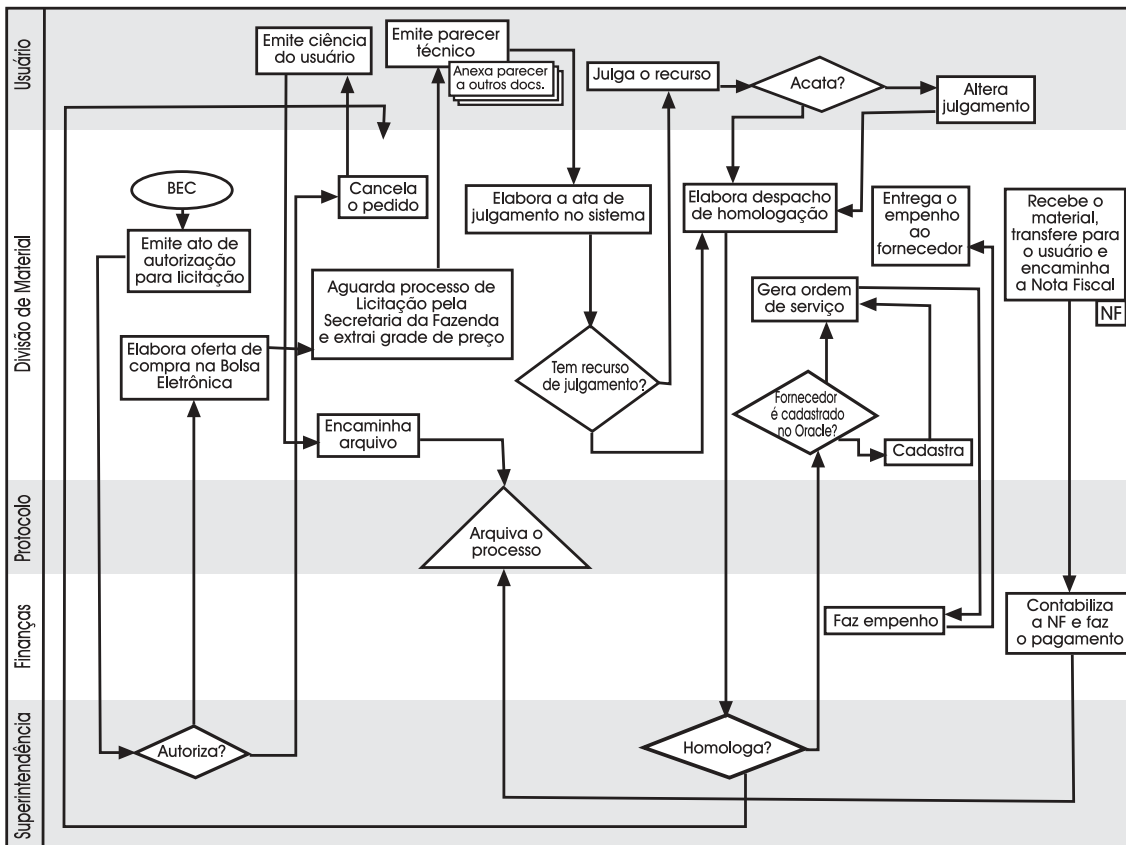 Usuário
Emite ciência
do usuário
Emite parecer
técnico
Anexa parecer
a outros docs.
Julga o recurso
Acata?
Altera
julgamento
Divisão de Material
BEC
Emite ato de
autorização
para licitação
Cancela
o pedido
Elabora a ata de
julgamento no sistema
Elabora despacho
de homologação
Entrega o
empenho
ao
fornecedor
Recebe o
material,
transfere para
o usuário e
encaminha
a Nota Fiscal
NF
Elabora oferta de
compra na Bolsa
Eletrônica
Aguarda processo de
Licitação pela
Secretaria da Fazenda
e extrai grade de preço
Gera ordem
de serviço
Tem recurso
de julgamento?
Fornecedor
é cadastrado
no Oracle?
Cadastra
Encaminha
arquivo
Protocolo
Arquiva o
processo
Finanças
Faz empenho
Contabiliza
a NF e faz
o pagamento
Superintendência
Autoriza?
Homologa?